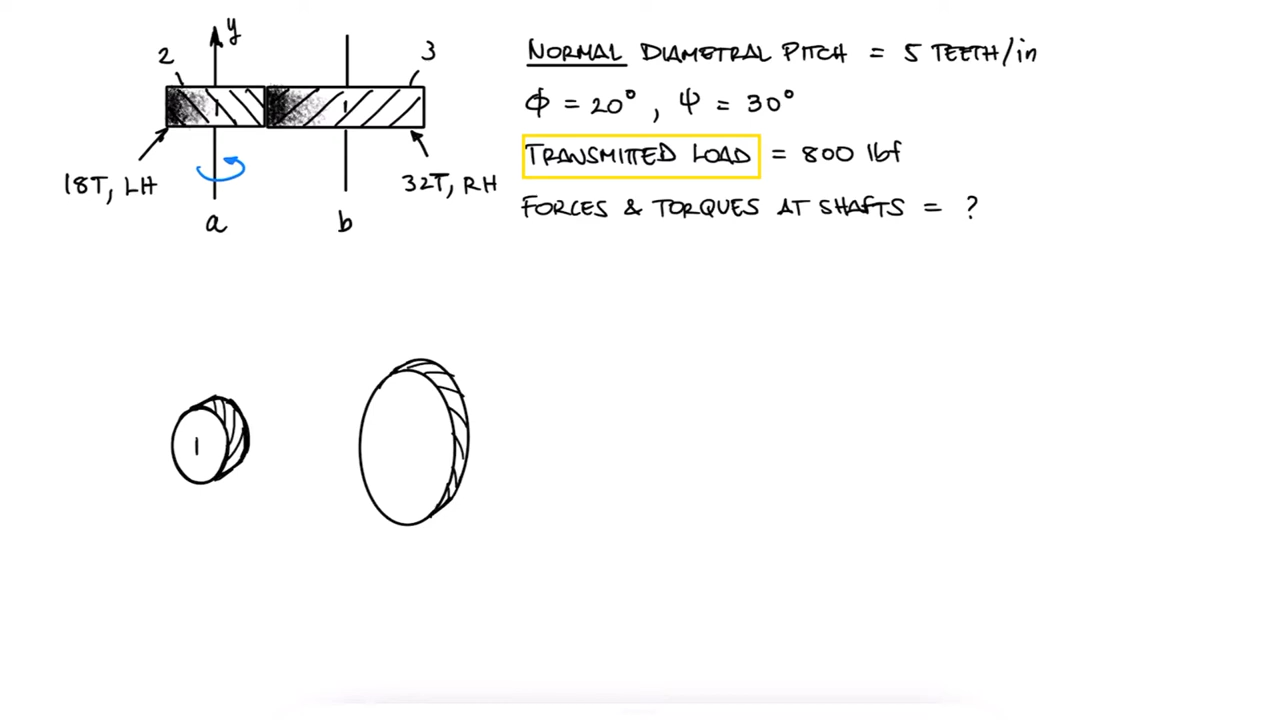 y
2
3
18T, LH
32T, RH
a
b
NORMAL DIAMETRAL PITCH = 5 TEETH/in
ϕ = 20°, ψ = 30°
TRANSMITTED LOAD = 800 lbf
FORCES & TORQUES AT SHAFTS = ?